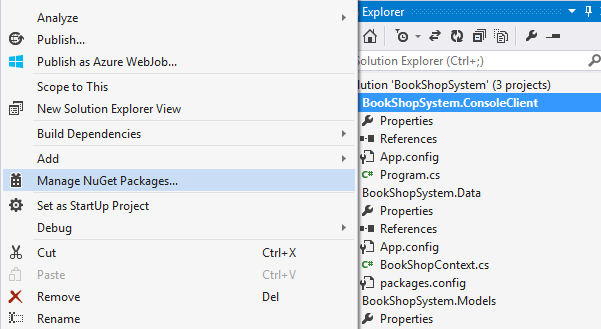 Analyze
Publish...
Publish as Azure WebJob...
Scope to This
New Solution Explorer View
Build Dependencies
Add
Manage NuGet Packages...
Set as StartUp Project
Debug
Cut Ctrl+X
Paste Ctrl+V
Remove Del
Rename
Explorer
Solution Explorer (Ctrl+;)
lution 'BookShopSystem' (3 projects)
BookShopSystem.ConsoleClient
Properties
References
App.config
C# Program.cs
BookShopSystem.Data
Properties
References
App.config
C# BookShopContext.cs
packages.config
BookShopSystem.Models
Properties